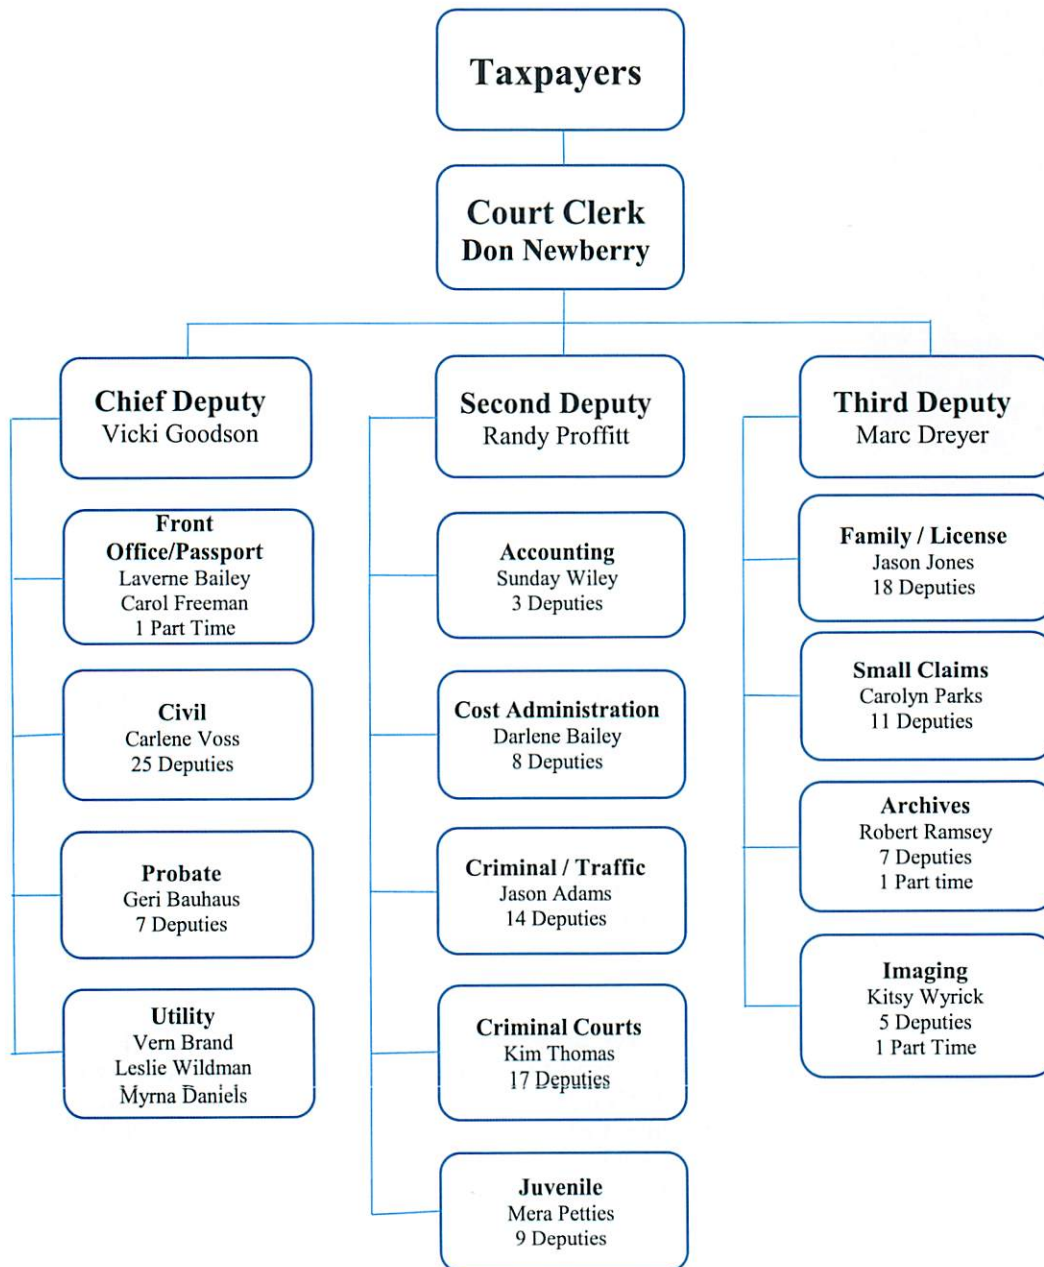 Taxpayers
Court Clerk
Don Newberry
Chief Deputy
Vicki Goodson
Front
Office/Passport
Laverne Bailey
Carol Freeman
1 Part Time
Civil
Carlene Voss
25 Deputies
Probate
Geri Bauhaus
7 Deputies
Utility
Vern Brand
Leslie Wildman
Myrna Daniels
Second Deputy
Randy Proffitt
Accounting
Sunday Wiley
3 Deputies
Cost Administration
Darlene Bailey
8 Deputies
Criminal / Traffic
Jason Adams
14 Deputies
Criminal Courts
Kim Thomas
17 Deputies
Juvenile
Mera Petties
9 Deputies
Third Deputy
Marc Dreyer
Family / License
Jason Jones
18 Deputies
Small Claims
Carolyn Parks
11 Deputies
Archives
Robert Ramsey
7 Deputies
1 Part time
Imaging
Kitsy Wyrick
5 Deputies
1 Part Time